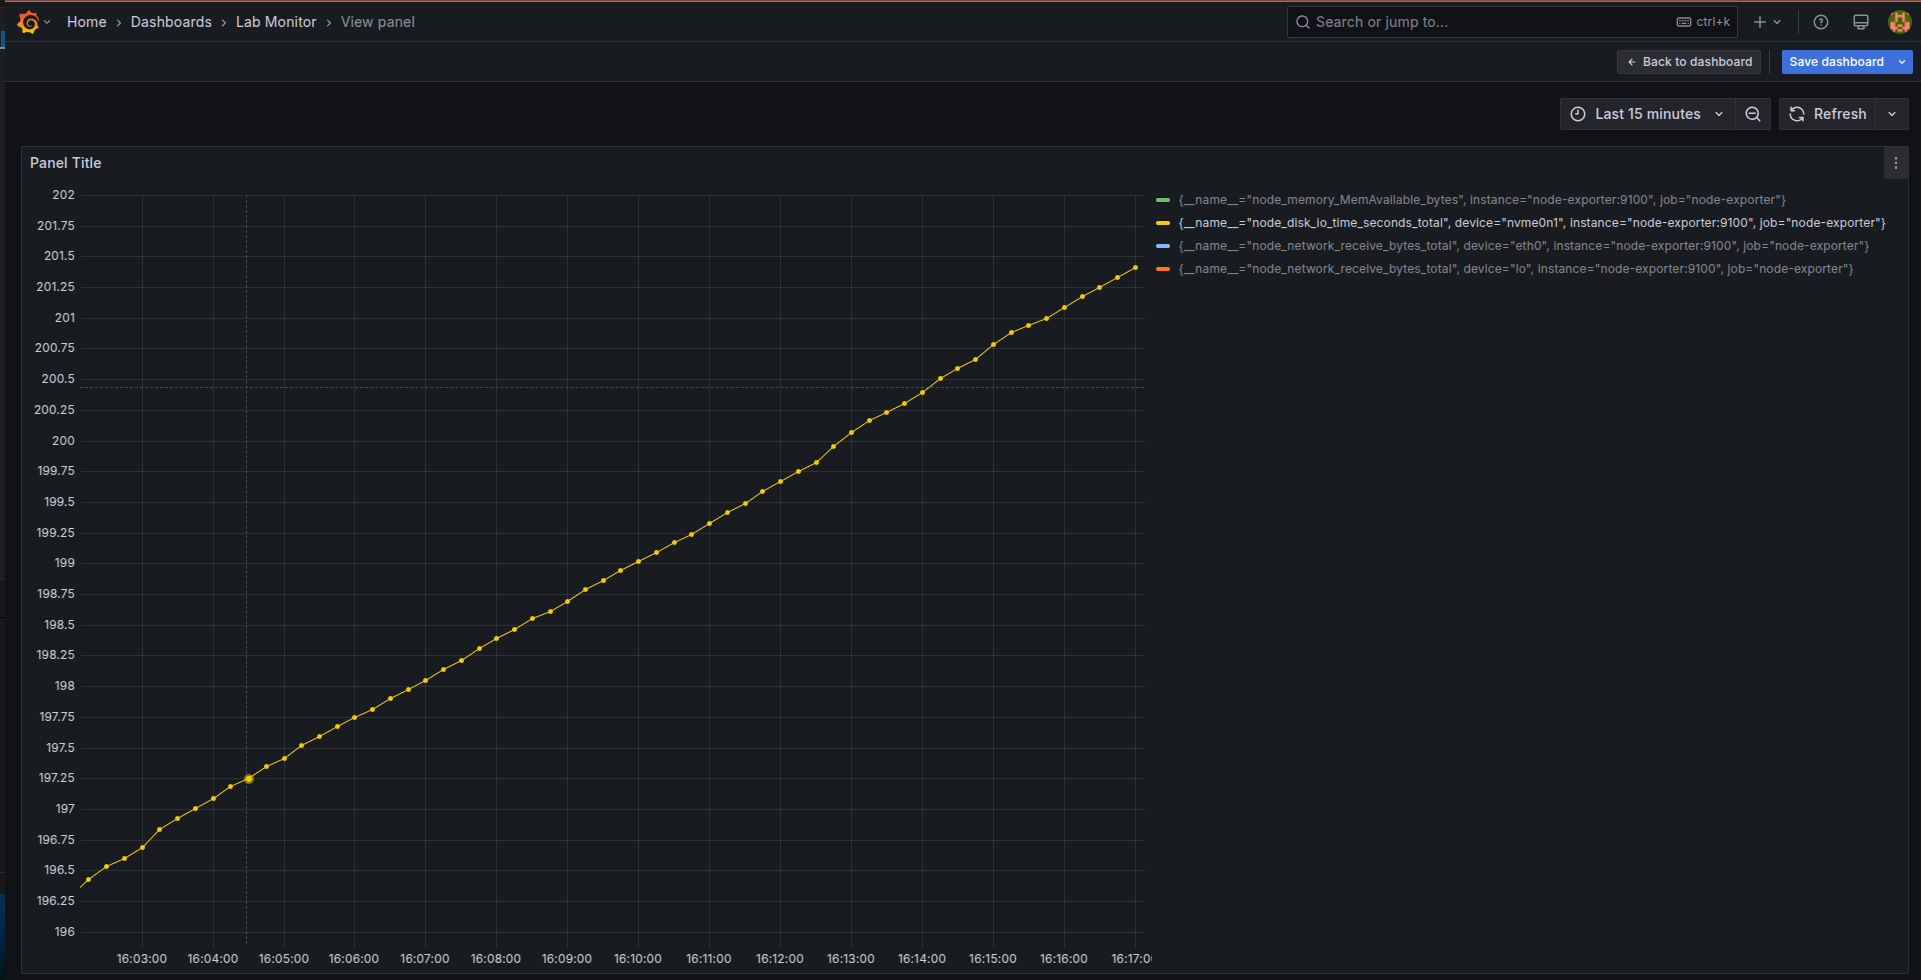 Home › Dashboards › Lab Monitor › View panel
Search or jump to...
ctrl+k
Back to dashboard
Save dashboard
Last 15 minutes
Refresh
Panel Title
202
201.75
201.5
201.25
201
200.75
200.5
200.25
200
199.75
199.5
199.25
199
198.75
198.5
198.25
198
197.75
197.5
197.25
197
196.75
196.5
196.25
196
16:03:00 16:04:00 16:05:00 16:06:00 16:07:00 16:08:00 16:09:00 16:10:00 16:11:00 16:12:00 16:13:00 16:14:00 16:15:00 16:16:00 16:17:0
{__name__="node_memory_MemAvailable_bytes", instance="node-exporter:9100", job="node-exporter"}
{__name__="node_disk_io_time_seconds_total", device="nvme0n1", instance="node-exporter:9100", job="node-exporter"}
{__name__="node_network_receive_bytes_total", device="eth0", instance="node-exporter:9100", job="node-exporter"}
{__name__="node_network_receive_bytes_total", device="lo", instance="node-exporter:9100", job="node-exporter"}